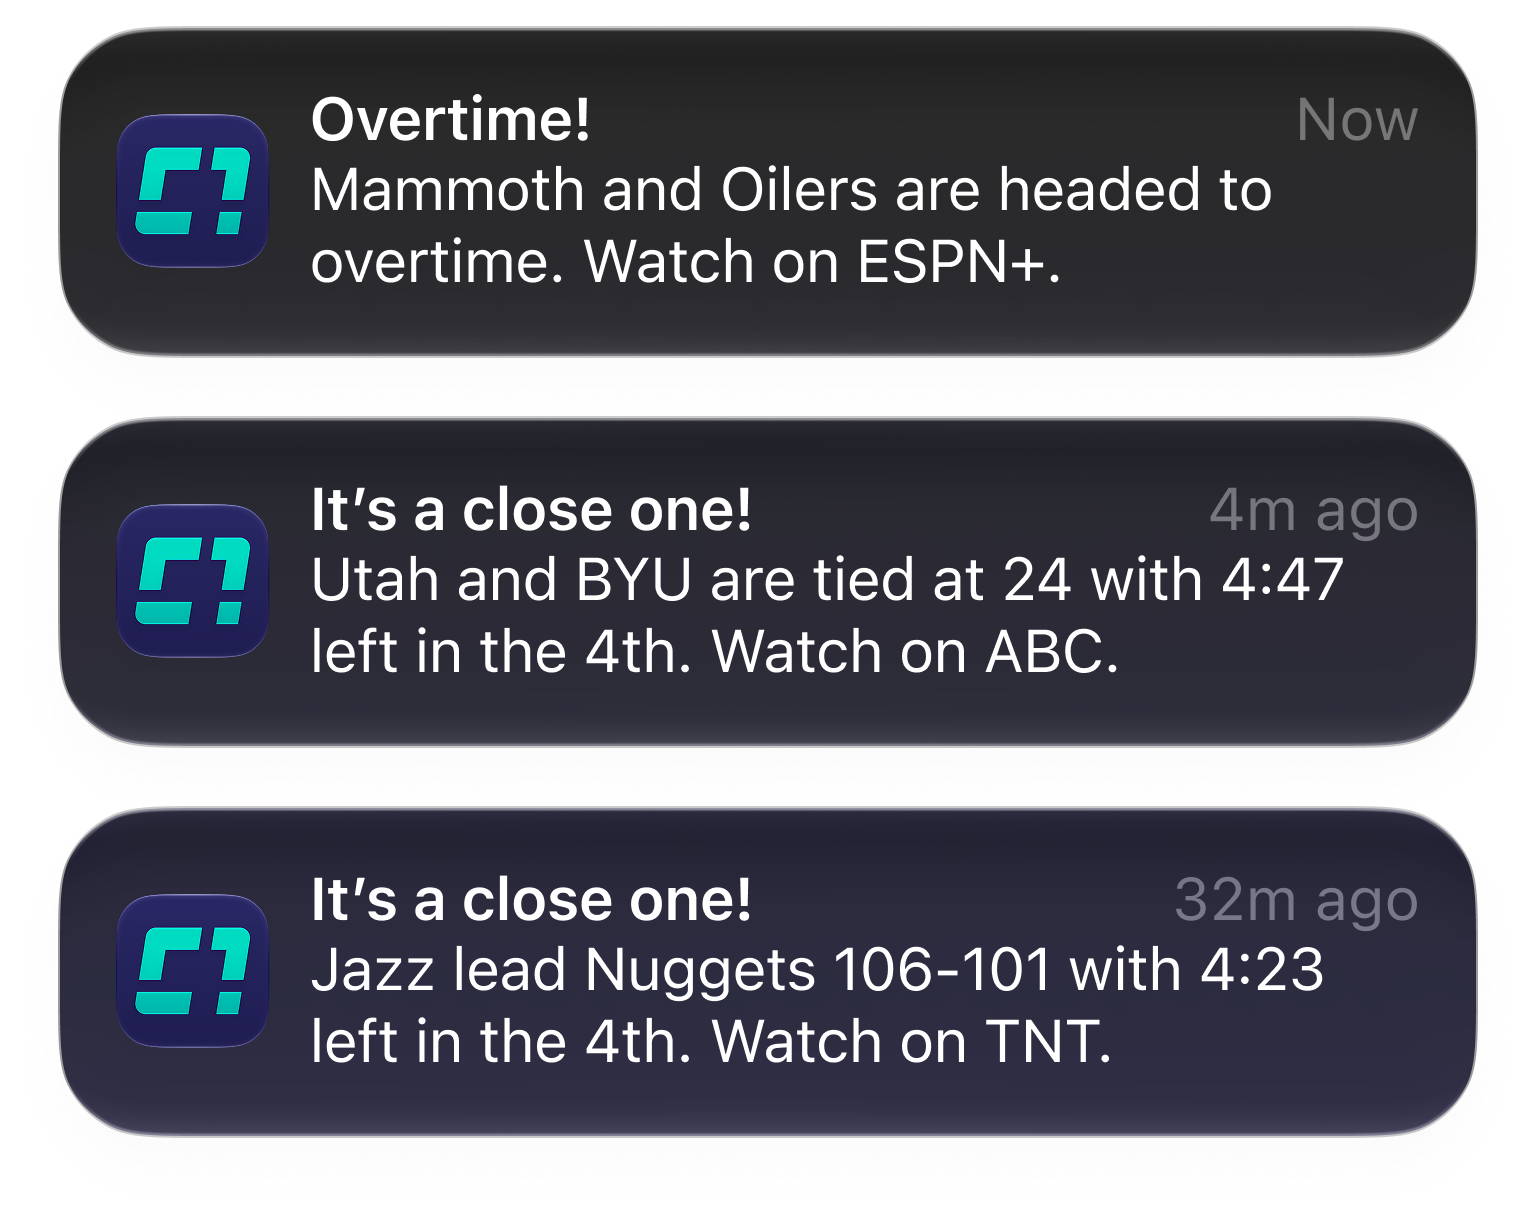 Overtime!
Now
Mammoth and Oilers are headed to
overtime. Watch on ESPN+.
It’s a close one!
4m ago
Utah and BYU are tied at 24 with 4:47
left in the 4th. Watch on ABC.
It’s a close one!
32m ago
Jazz lead Nuggets 106-101 with 4:23
left in the 4th. Watch on TNT.